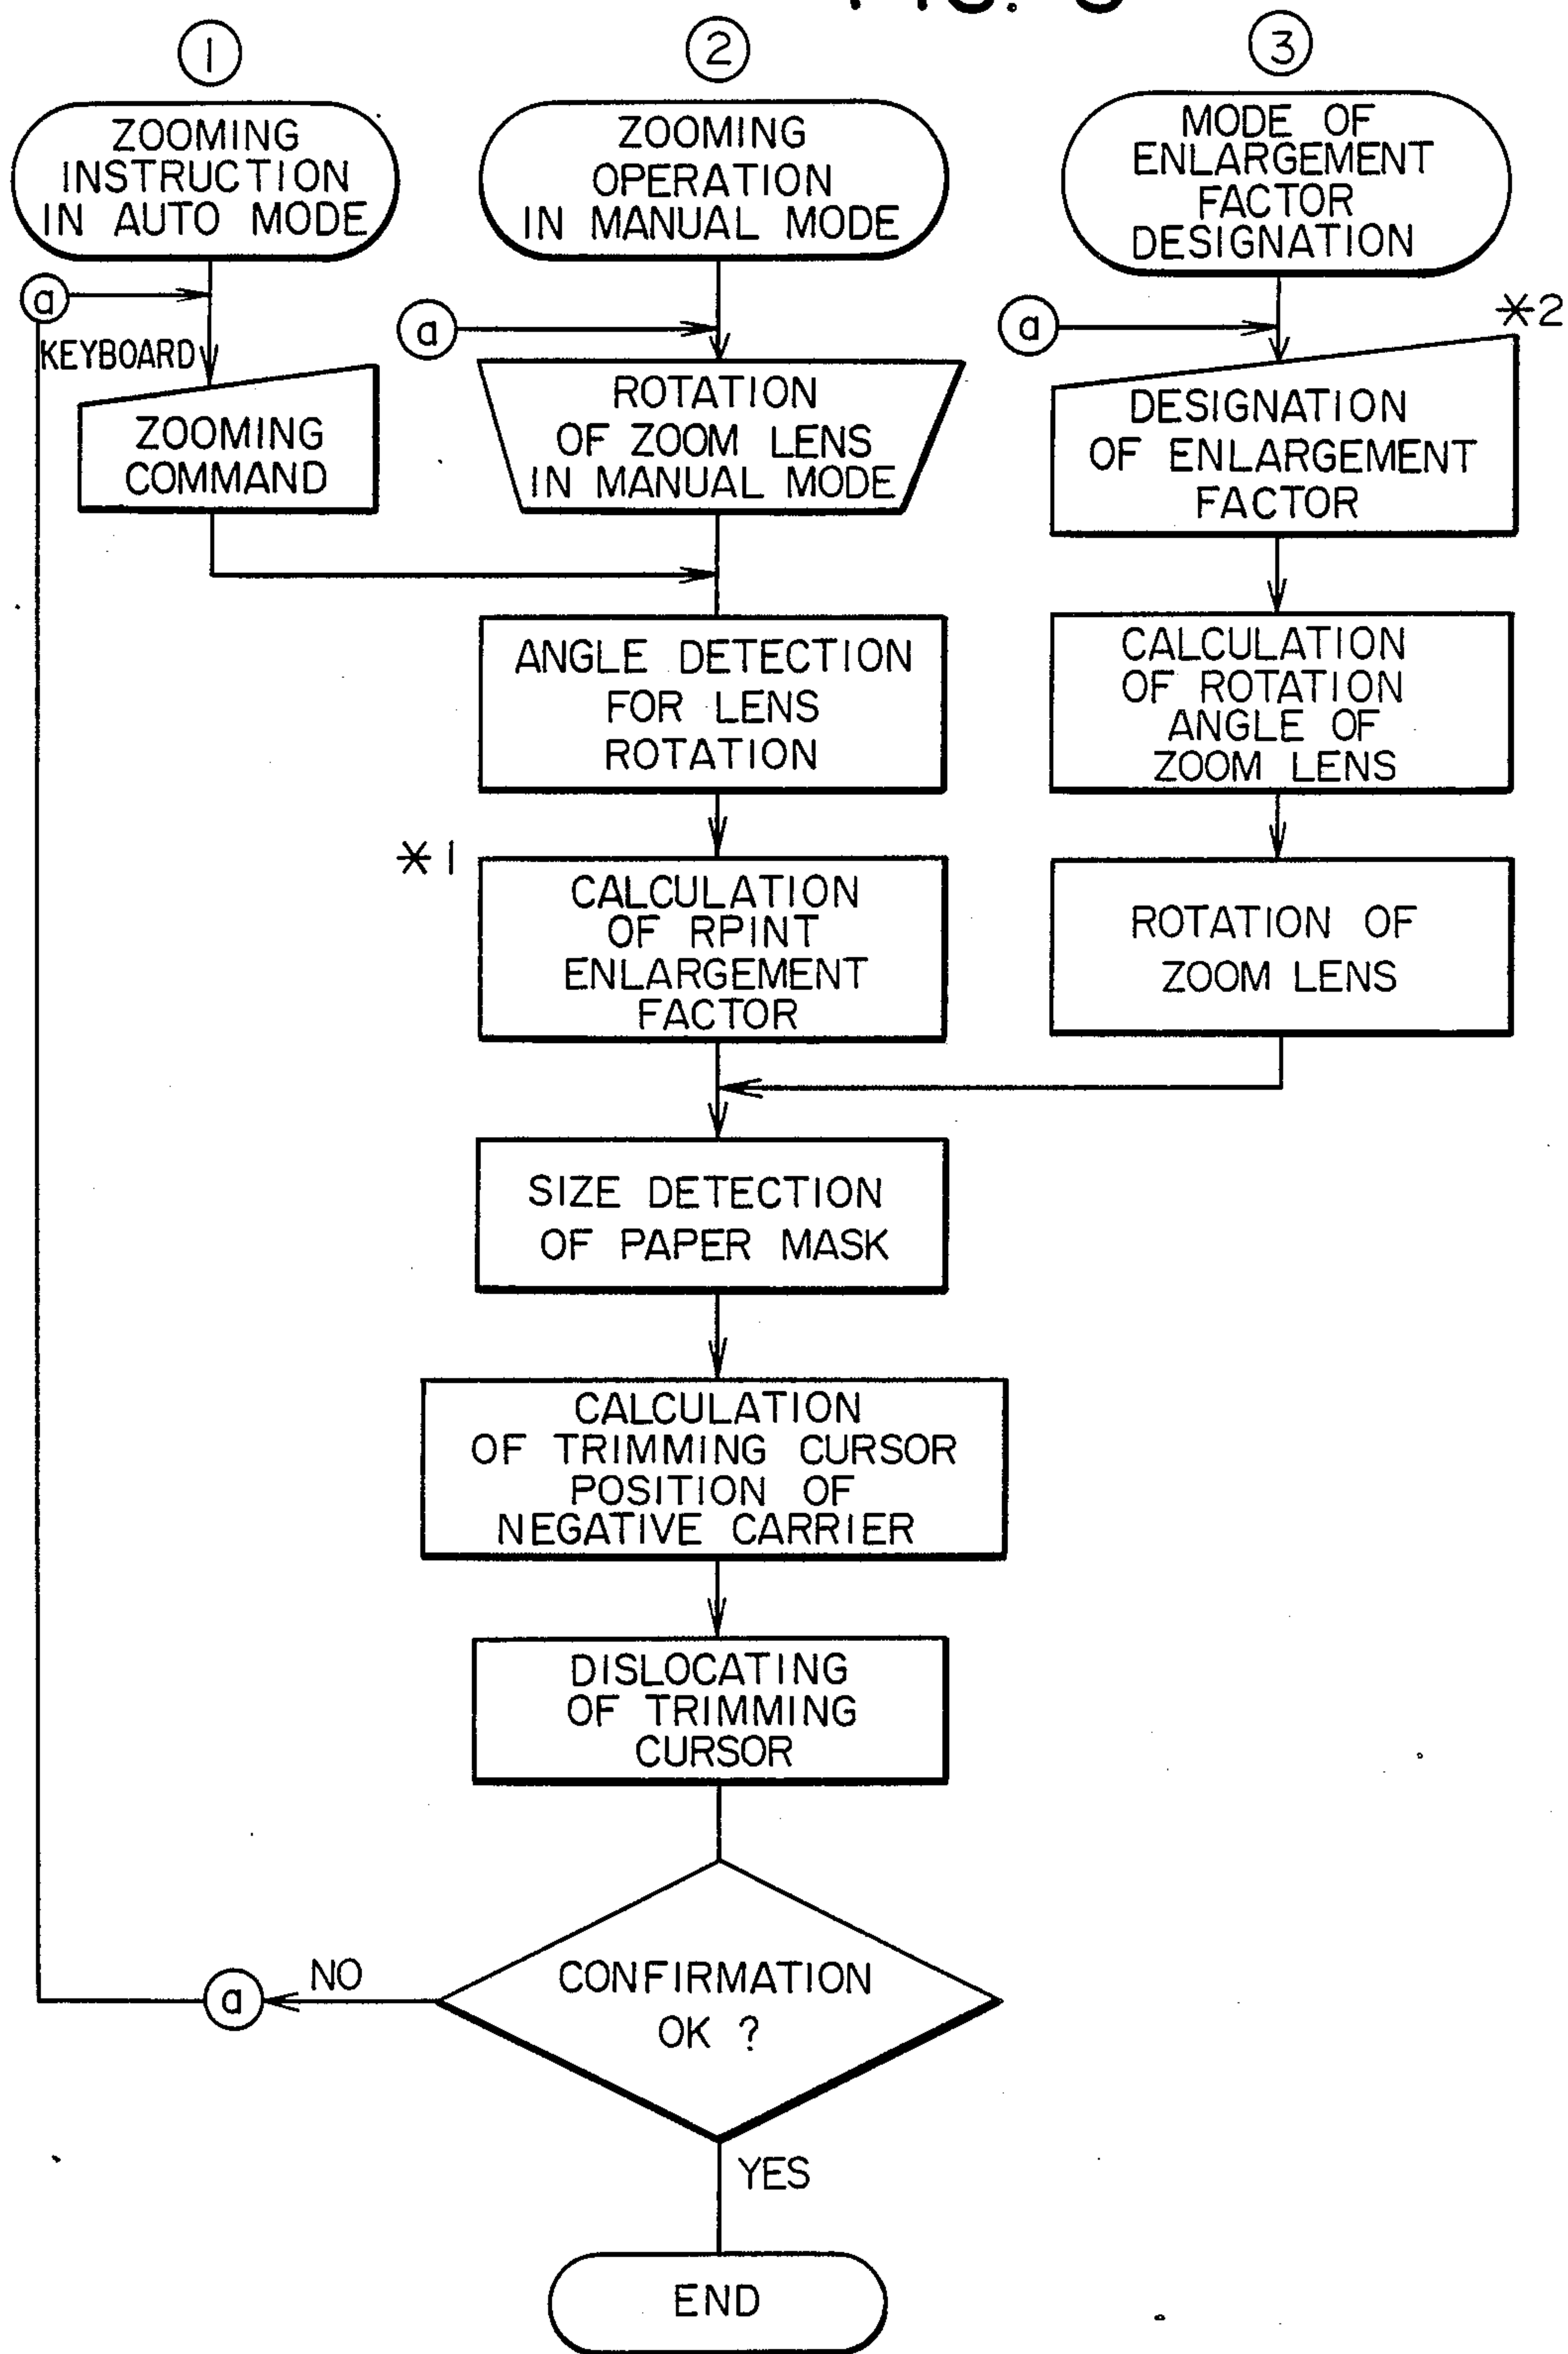 1
ZOOMING
INSTRUCTION
IN AUTO MODE
a
KEYBOARD
ZOOMING
COMMAND
2
ZOOMING
OPERATION
IN MANUAL MODE
a
ROTATION
OF ZOOM LENS
IN MANUAL MODE
3
MODE OF
ENLARGEMENT
FACTOR
DESIGNATION
a
*2
DESIGNATION
OF ENLARGEMENT
FACTOR
ANGLE DETECTION
FOR LENS
ROTATION
CALCULATION
OF ROTATION
ANGLE OF
ZOOM LENS
*1
CALCULATION
OF RPINT
ENLARGEMENT
FACTOR
ROTATION OF
ZOOM LENS
SIZE DETECTION
OF PAPER MASK
CALCULATION
OF TRIMMING CURSOR
POSITION OF
NEGATIVE CARRIER
DISLOCATING
OF TRIMMING
CURSOR
CONFIRMATION
OK ?
NO
a
YES
END